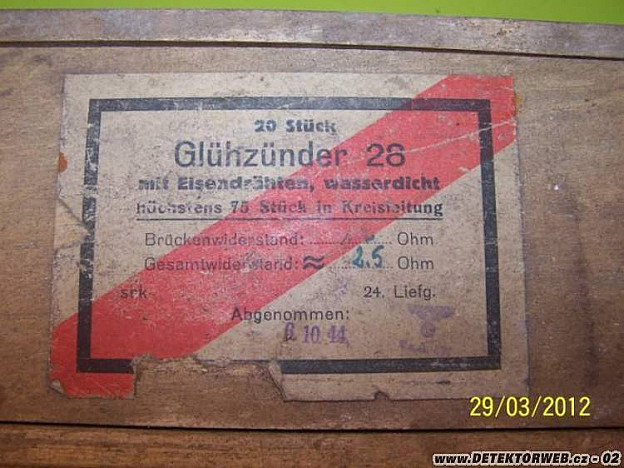 20 Stück
Glühzünder 28
mit Eisendrähten, wasserdicht
höchstens 75 Stück in Kreisleitung
Brückenwiderstand: Ohm
Gesamtwiderstand: ≈ 2.5 Ohm
srk 24. Liefg.
Abgenommen:
6. 10. 44
29/03/2012
www.DETEKTORWEB.cz - 02